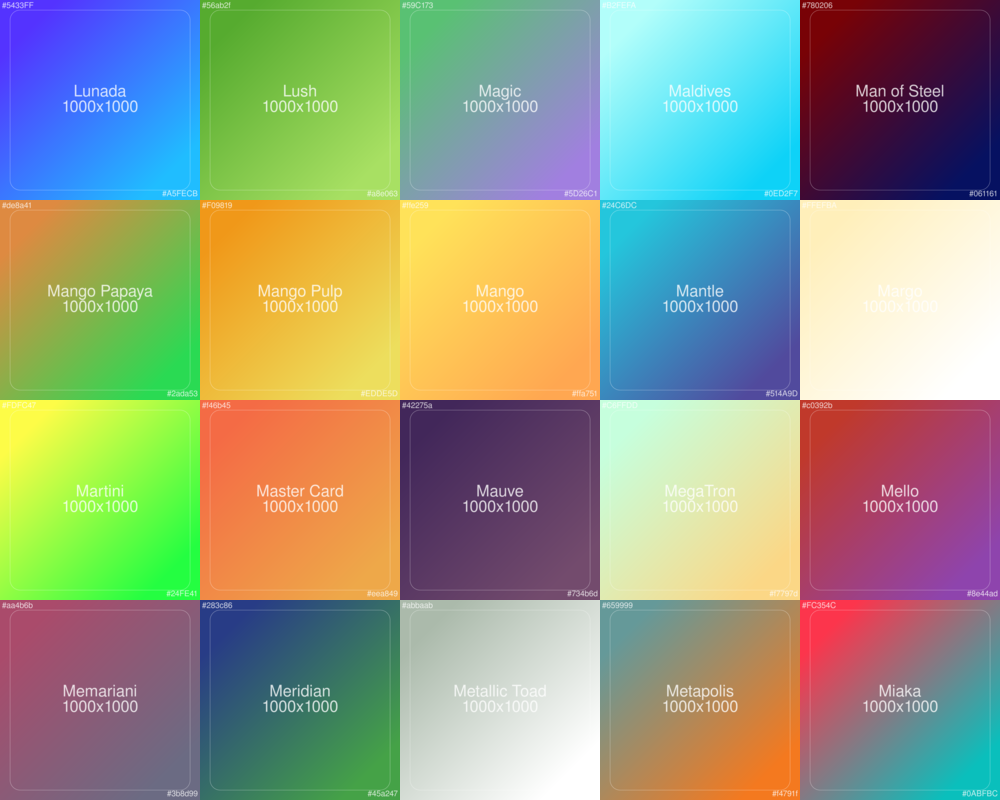 #5433FF
Lunada
1000x1000
#A5FECB
#56ab2f
Lush
1000x1000
#a8e063
#59C173
Magic
1000x1000
#5D26C1
#B2FEFA
Maldives
1000x1000
#0ED2F7
#780206
Man of Steel
1000x1000
#061161
#de8a41
Mango Papaya
1000x1000
#2ada53
#F09819
Mango Pulp
1000x1000
#EDDE5D
#ffe259
Mango
1000x1000
#ffa751
#24C6DC
Mantle
1000x1000
#514A9D
Margo
1000x1000
#FDFC47
Martini
1000x1000
#24FE41
#f46b45
Master Card
1000x1000
#eea849
#42275a
Mauve
1000x1000
#734b6d
MegaTron
1000x1000
#f7797d
#c0392b
Mello
1000x1000
#8e44ad
#aa4b6b
Memariani
1000x1000
#3b8d99
#283c86
Meridian
1000x1000
#45a247
#abbaab
Metallic Toad
1000x1000
#659999
Metapolis
1000x1000
#f4791f
#FC354C
Miaka
1000x1000
#0ABFBC